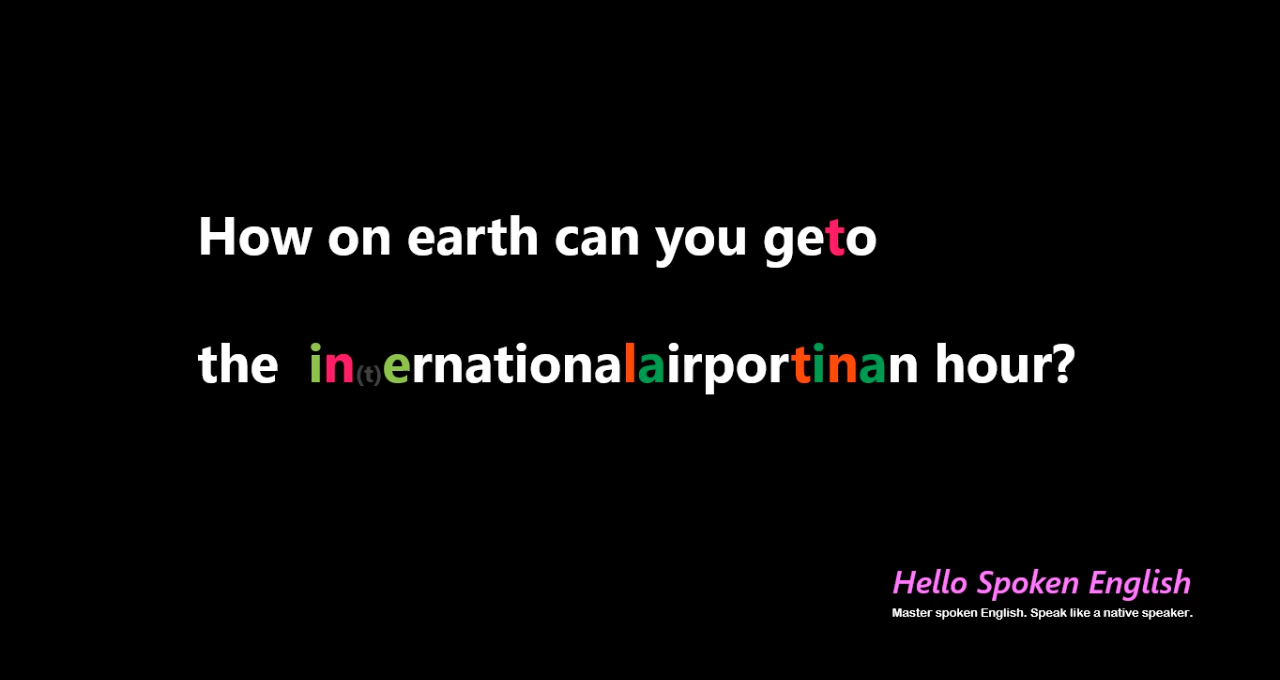 How on earth can you geto
the in(t)ernationalairportinan hour?
Hello Spoken English
Master spoken English. Speak like a native speaker.